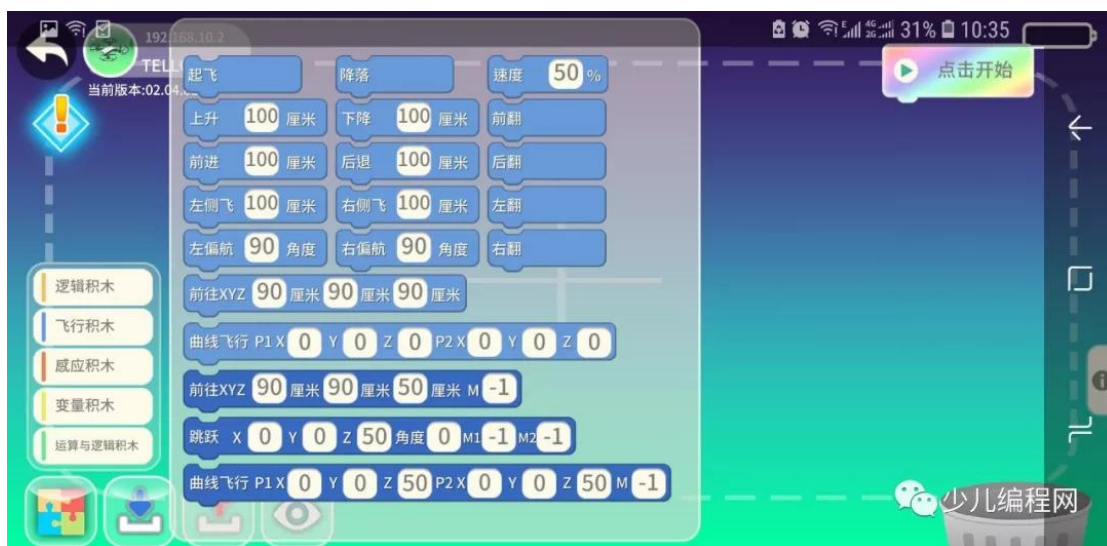 192.168.10.2
31% 10:35
TELL
当前版本:02.04.
点击开始
起飞 降落 速度 50 %
上升 100 厘米 下降 100 厘米 前翻
前进 100 厘米 后退 100 厘米 后翻
左侧飞 100 厘米 右侧飞 100 厘米 左翻
左偏航 90 角度 右偏航 90 角度 右翻
前往XYZ 90 厘米 90 厘米 90 厘米
曲线飞行 P1 X 0 Y 0 Z 0 P2 X 0 Y 0 Z 0
前往XYZ 90 厘米 90 厘米 50 厘米 M -1
跳跃 X 0 Y 0 Z 50 角度 0 M1 -1 M2 -1
曲线飞行 P1 X 0 Y 0 Z 50 P2 X 0 Y 0 Z 50 M -1
逻辑积木
飞行积木
感应积木
变量积木
运算与逻辑积木
少儿编程网